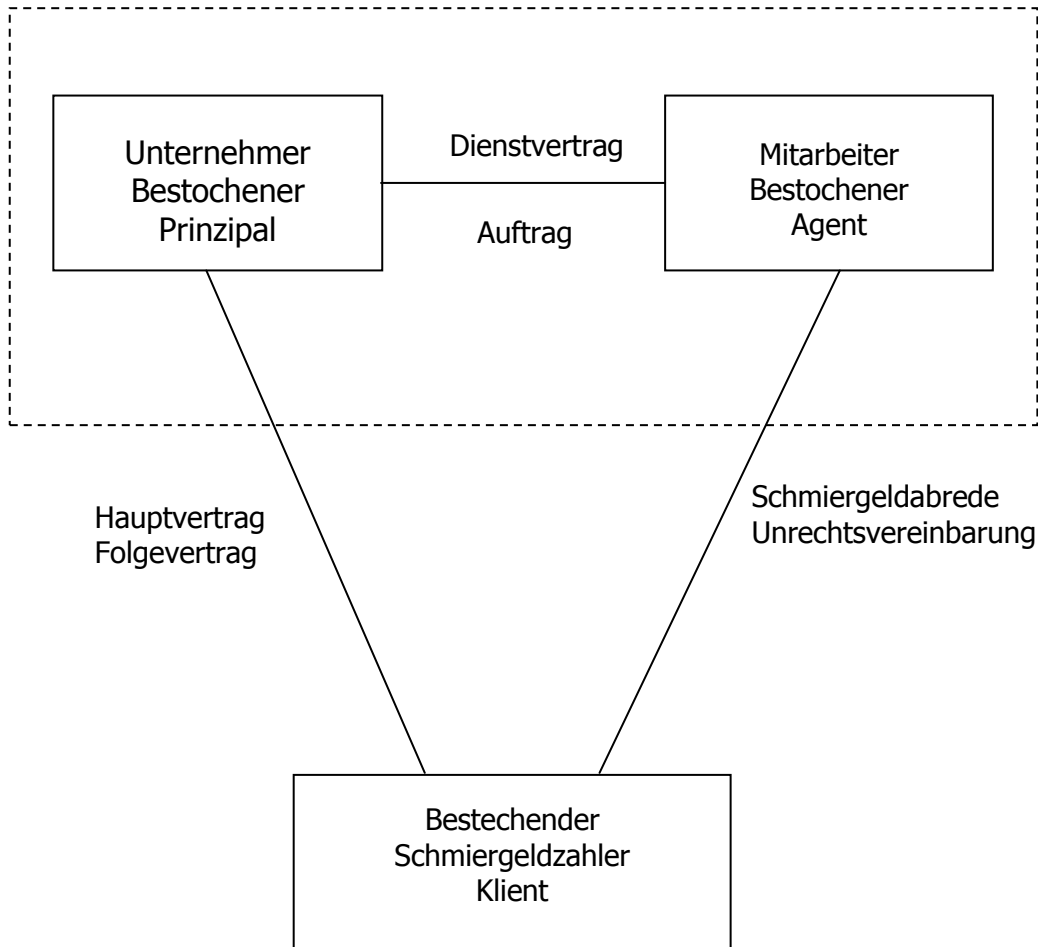 Unternehmer
Bestochener
Prinzipal
Dienstvertrag
Auftrag
Mitarbeiter
Bestochener
Agent
Hauptvertrag
Folgevertrag
Schmiergeldabrede
Unrechtsvereinbarung
Bestechender
Schmiergeldzahler
Klient